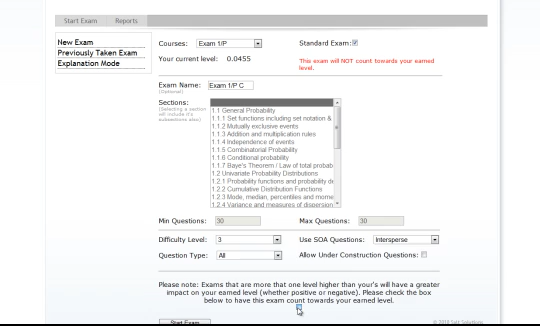 Start Exam Reports
New Exam
Previously Taken Exam
Explanation Mode
Courses: Exam 1/P Standard Exam:
Your current level: 0.0455 This exam will NOT count towards your earned
level.
Exam Name: Exam 1/P C
(Optional)
Sections:
(Selecting a section
will include it's
subsections also)
1.1 General Probability
1.1.1 Set functions including set notation &
1.1.2 Mutually exclusive events
1.1.3 Addition and multiplication rules
1.1.4 Independence of events
1.1.5 Combinatorial Probability
1.1.6 Conditional probability
1.1.7 Baye's Theorem / Law of total probab
1.2 Univariate Probability Distributions
1.2.1 Probability functions and probability de
1.2.2 Cumulative Distribution Functions
1.2.3 Mode, median, percentiles and mome
1.2.4 Variance and measures of dispersion
Min Questions: 30 Max Questions: 30
Difficulty Level: 3 Use SOA Questions: Intersperse
Question Type: All Allow Under Construction Questions:
Please note: Exams that are more that one level higher than your's will have a greater
impact on your earned level (whether positive or negative). Please check the box
below to have this exam count towards your earned level.
Start Exam